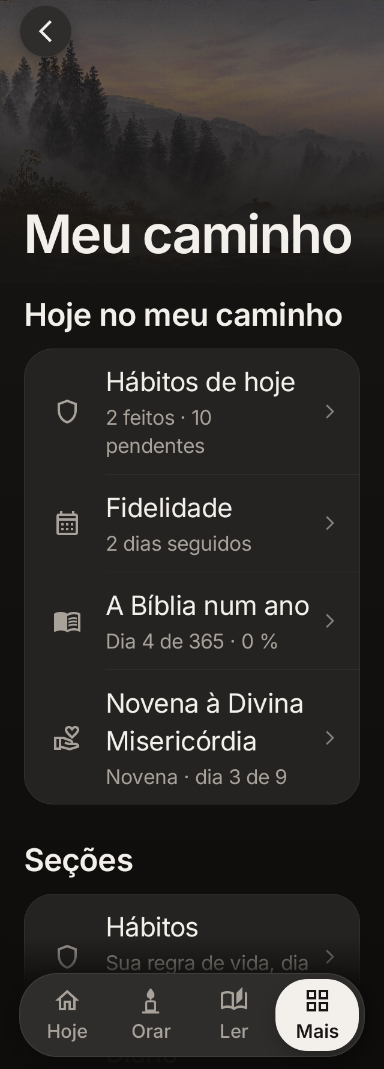 Meu caminho
Hoje no meu caminho
Hábitos de hoje
2 feitos · 10
pendentes
Fidelidade
2 dias seguidos
A Bíblia num ano
Dia 4 de 365 · 0 %
Novena à Divina
Misericórdia
Novena · dia 3 de 9
Seções
Hábitos
Sua regra de vida, dia
Hoje
Orar
Ler
Mais